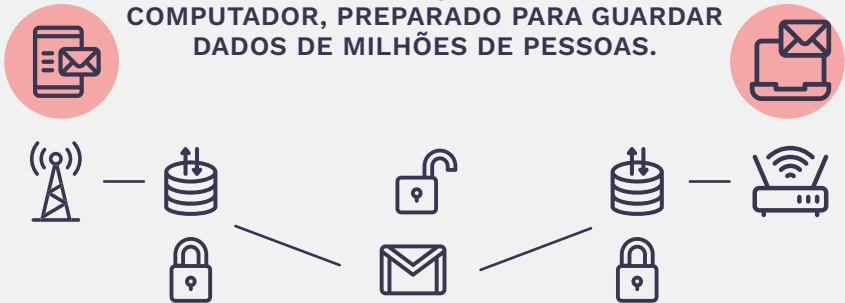 COMPUTADOR, PREPARADO PARA GUARDAR
DADOS DE MILHÕES DE PESSOAS.